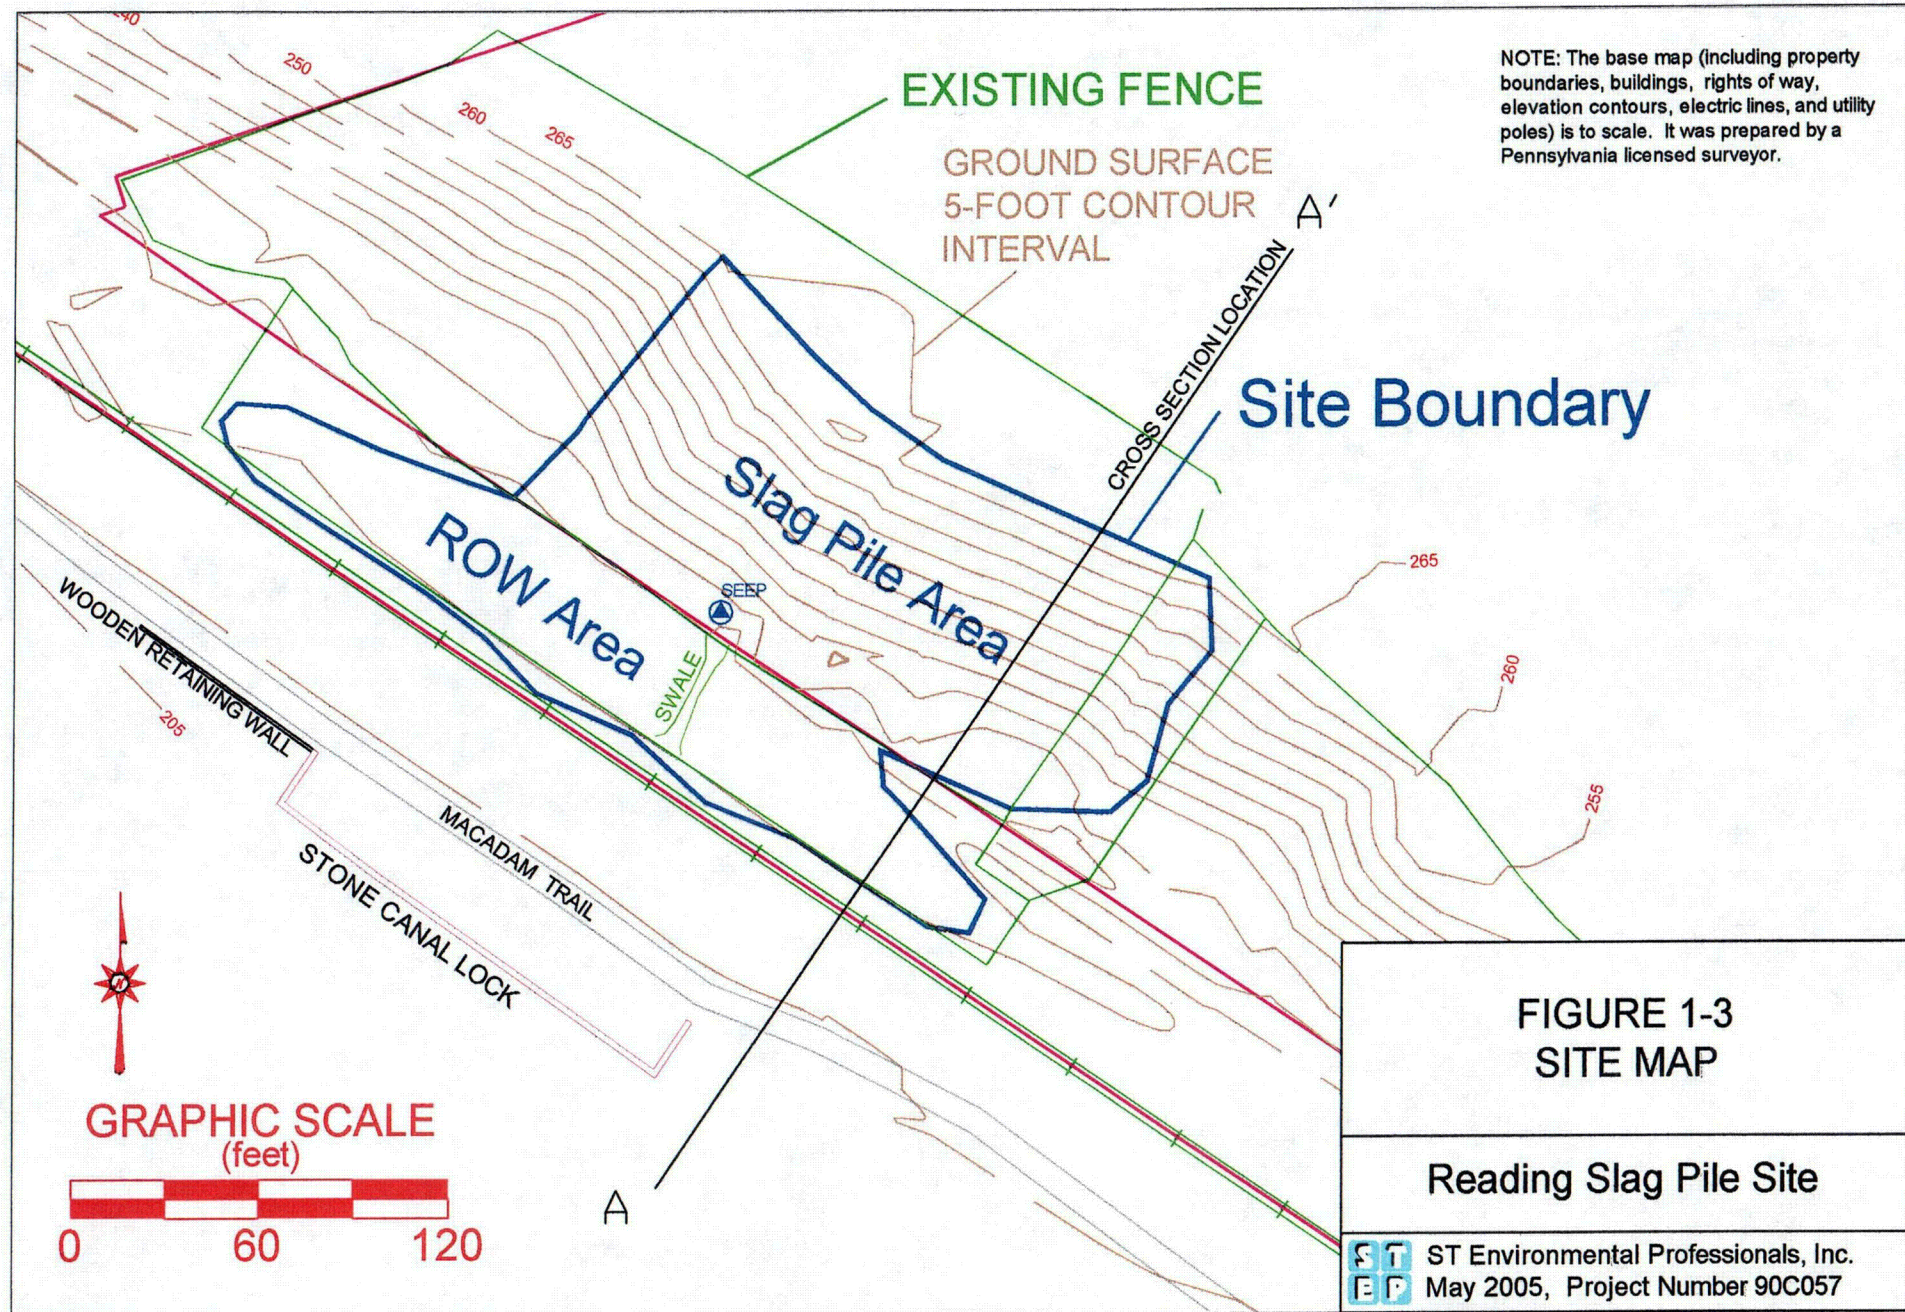 240
250
260
265
EXISTING FENCE
GROUND SURFACE
5-FOOT CONTOUR
INTERVAL
NOTE: The base map (including property
boundaries, buildings, rights of way,
elevation contours, electric lines, and utility
poles) is to scale. It was prepared by a
Pennsylvania licensed surveyor.
A'
CROSS SECTION LOCATION
Site Boundary
Slag Pile Area
ROW Area
SEEP
SWALE
265
260
255
WOODEN RETAINING WALL
205
MACADAM TRAIL
STONE CANAL LOCK
N
A
GRAPHIC SCALE
(feet)
0 60 120
FIGURE 1-3
SITE MAP
Reading Slag Pile Site
STEP
ST Environmental Professionals, Inc.
May 2005, Project Number 90C057